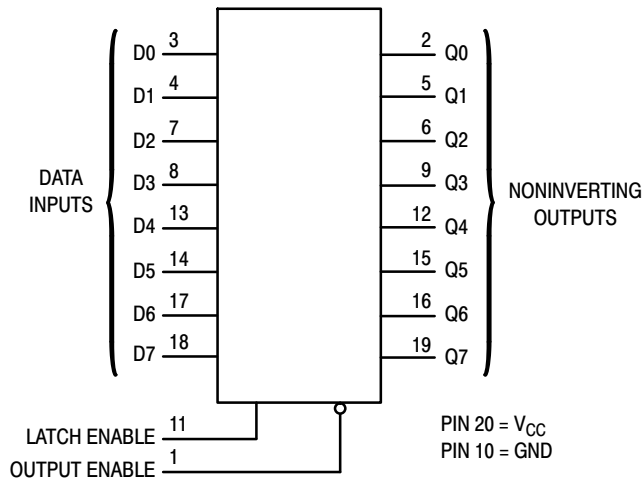 D0 3
D1 4
D2 7
D3 8
D4 13
D5 14
D6 17
D7 18
DATA
INPUTS
2 Q0
5 Q1
6 Q2
9 Q3
12 Q4
15 Q5
16 Q6
19 Q7
NONINVERTING
OUTPUTS
LATCH ENABLE 11
OUTPUT ENABLE 1
PIN 20 = VCC
PIN 10 = GND